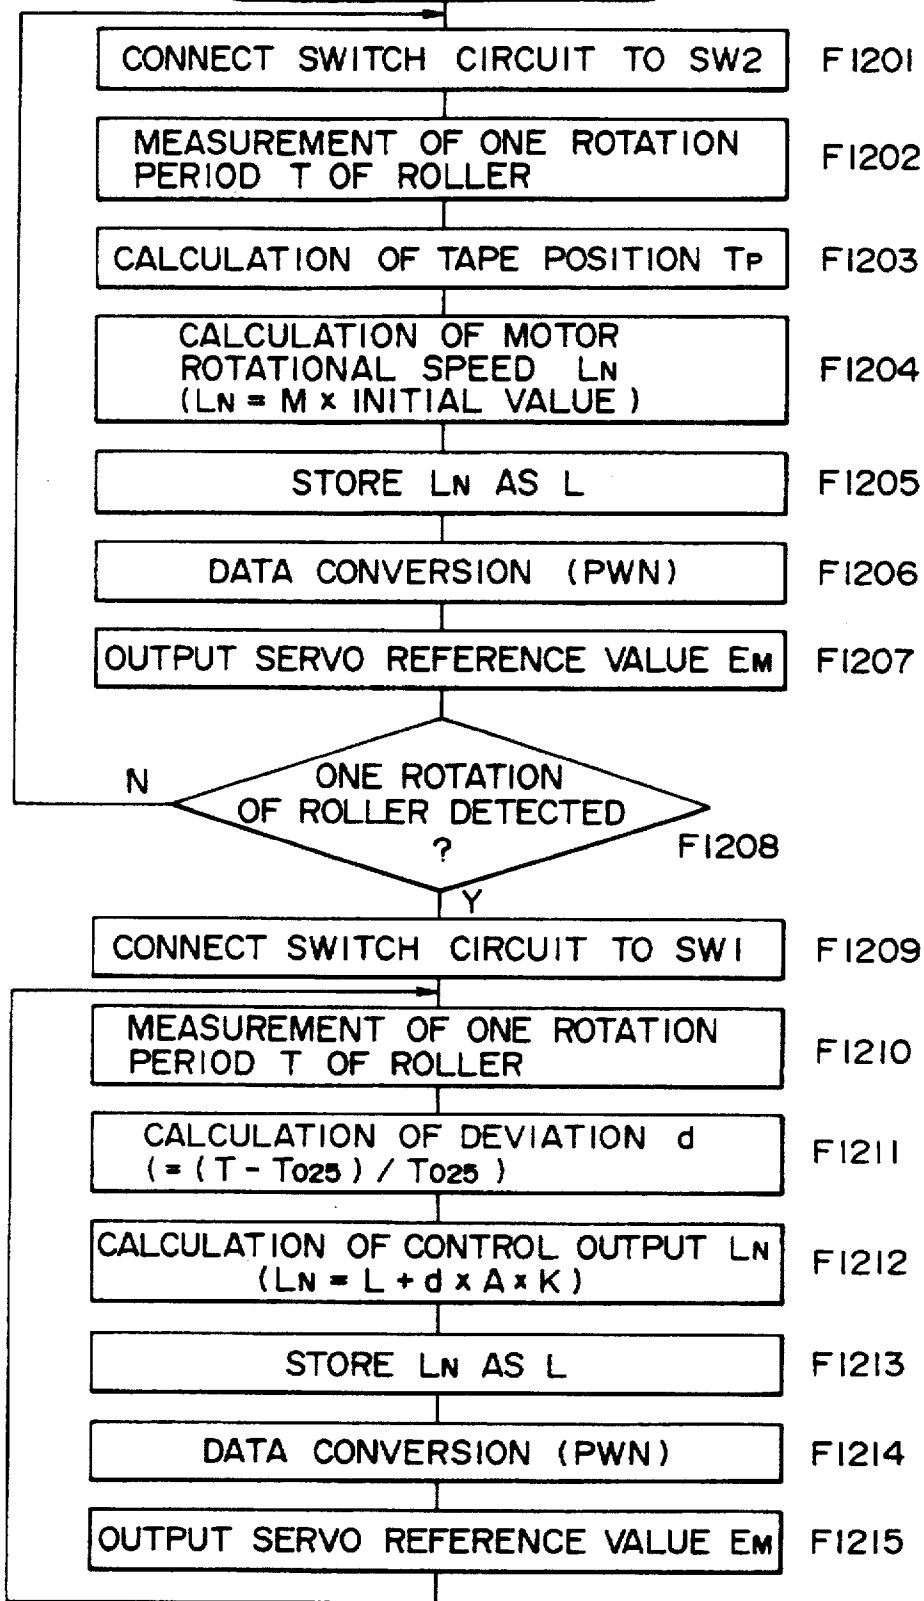 CONNECT SWITCH CIRCUIT TO SW2
F1201
MEASUREMENT OF ONE ROTATION
PERIOD T OF ROLLER
F1202
CALCULATION OF TAPE POSITION TP
F1203
CALCULATION OF MOTOR
ROTATIONAL SPEED LN
(LN = M × INITIAL VALUE)
F1204
STORE LN AS L
F1205
DATA CONVERSION (PWN)
F1206
OUTPUT SERVO REFERENCE VALUE EM
F1207
N
ONE ROTATION
OF ROLLER DETECTED
?
F1208
Y
CONNECT SWITCH CIRCUIT TO SW1
F1209
MEASUREMENT OF ONE ROTATION
PERIOD T OF ROLLER
F1210
CALCULATION OF DEVIATION d
(= (T - T025) / T025)
F1211
CALCULATION OF CONTROL OUTPUT LN
(LN = L + d × A × K)
F1212
STORE LN AS L
F1213
DATA CONVERSION (PWN)
F1214
OUTPUT SERVO REFERENCE VALUE EM
F1215